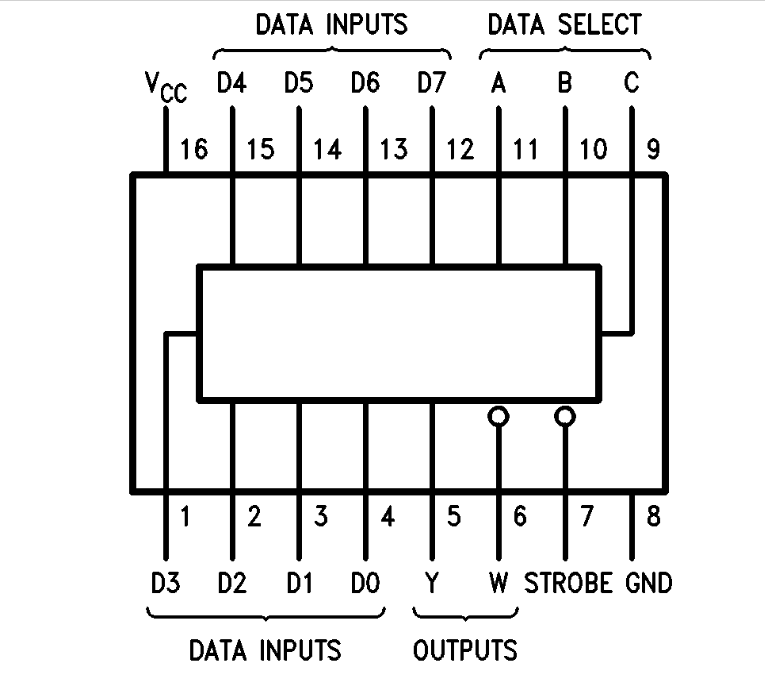 DATA INPUTS DATA SELECT
VCC D4 D5 D6 D7 A B C
16 15 14 13 12 11 10 9
1 2 3 4 5 6 7 8
D3 D2 D1 D0 Y W STROBE GND
DATA INPUTS OUTPUTS